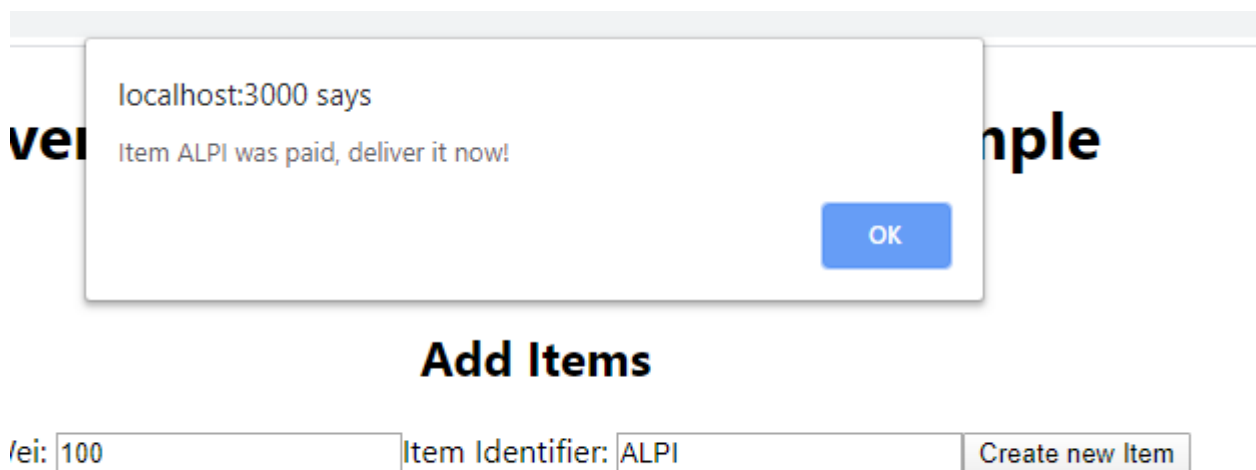 localhost:3000 says
Item ALPI was paid, deliver it now!
OK
Add Items
100 Item Identifier: ALPI Create new Item